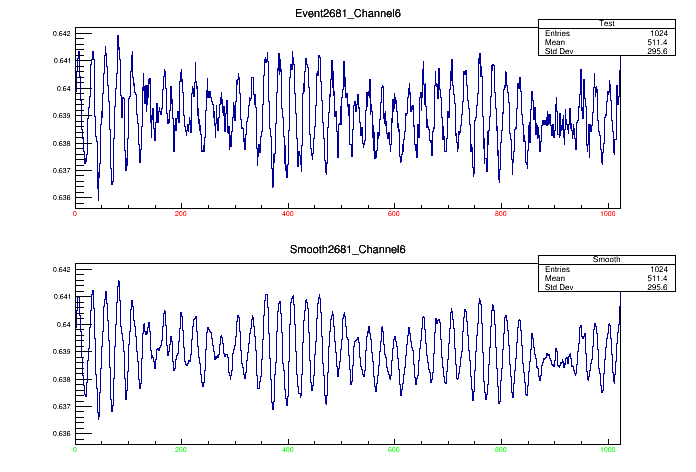 Event2681_Channel6
Test
Entries 1024
Mean 511.4
Std Dev 295.6
0.642
0.641
0.64
0.639
0.638
0.637
0.636
0 200 400 600 800 1000
Smooth2681_Channel6
Smooth
Entries 1024
Mean 511.4
Std Dev 295.6
0.642
0.641
0.64
0.639
0.638
0.637
0.636
0 200 400 600 800 1000